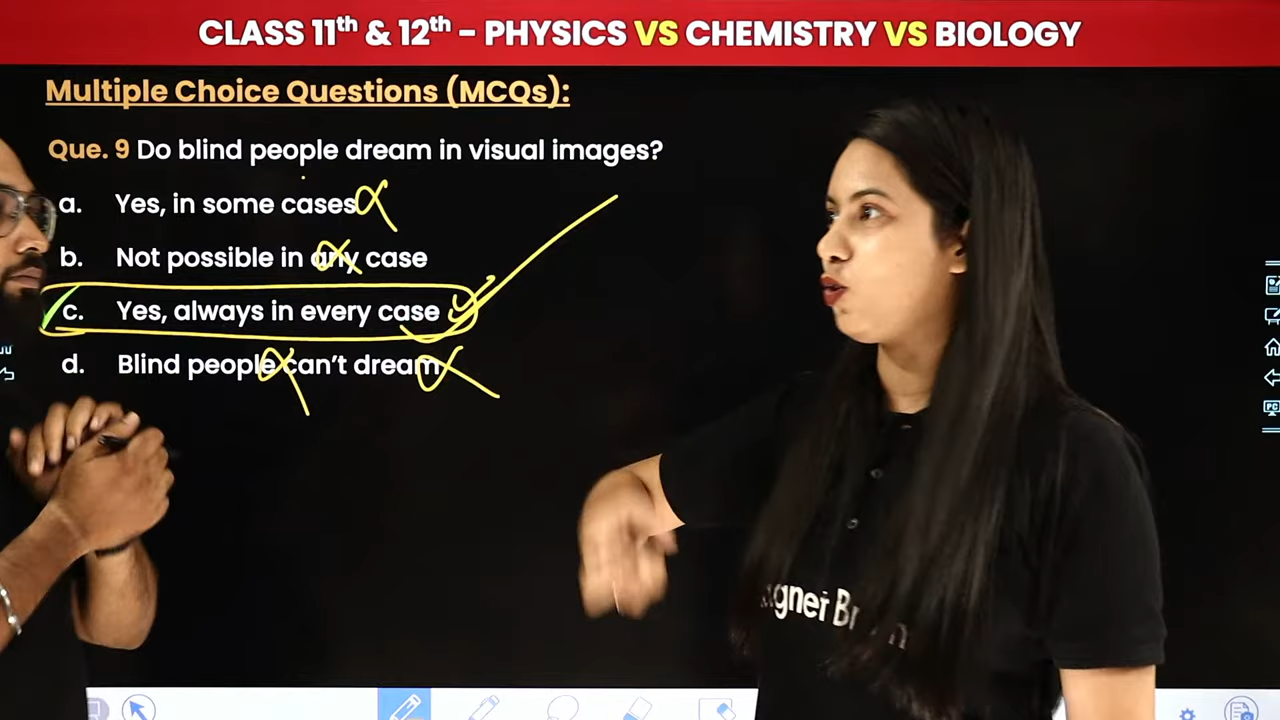 CLASS 11th & 12th – PHYSICS VS CHEMISTRY VS BIOLOGY
Multiple Choice Questions (MCQs):
Que. 9 Do blind people dream in visual images?
a. Yes, in some cases
b. Not possible in any case
c. Yes, always in every case
d. Blind people can't dream
PC